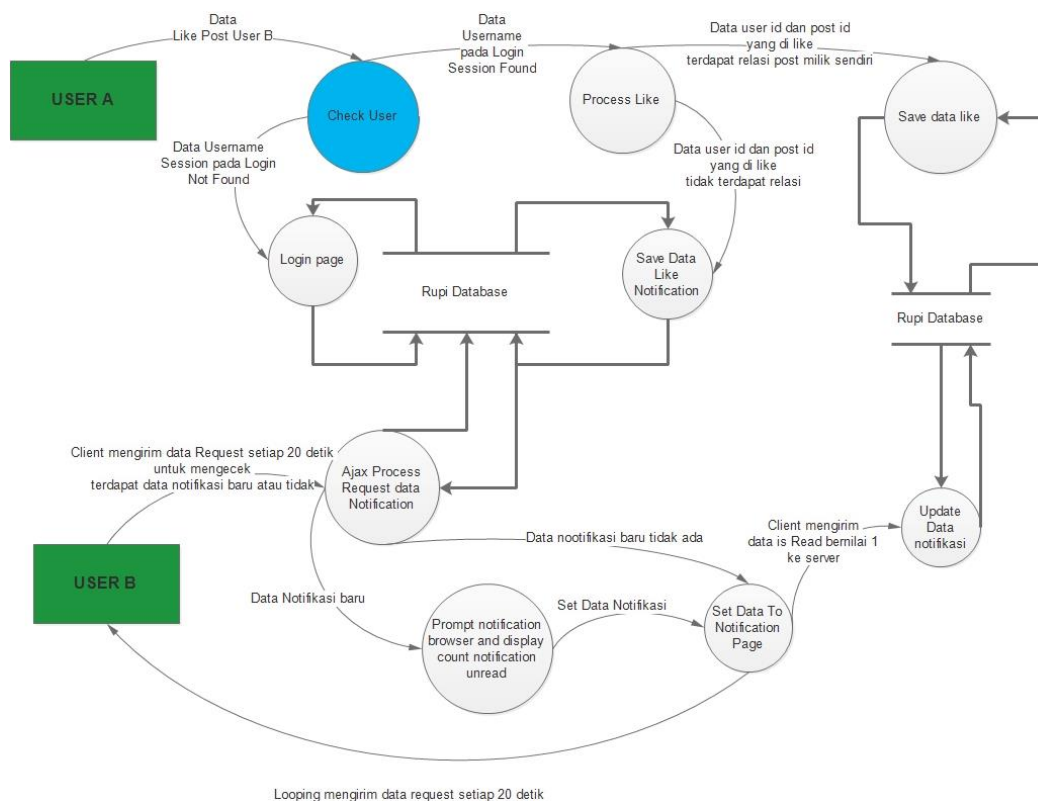 Data
Like Post User B
Data
Username
pada Login
Session Found
Data user id dan post id
yang di like
terdapat relasi post milik sendiri
USER A
Check User
Process Like
Save data like
Data Username
Session pada Login
Not Found
Data user id dan post id
yang di like
tidak terdapat relasi
Login page
Rupi Database
Save Data
Like
Notification
Rupi Database
Client mengirim data Request setiap 20 detik
untuk mengecek
terdapat data notifikasi baru atau tidak
Ajax Process
Request data
Notification
Data nootifikasi baru tidak ada
Client mengirim
data is Read bernilai 1
ke server
Update
Data
notifikasi
USER B
Data Notifikasi baru
Prompt notification
browser and display
count notification
unread
Set Data Notifikasi
Set Data To
Notification
Page
Looping mengirim data request setiap 20 detik